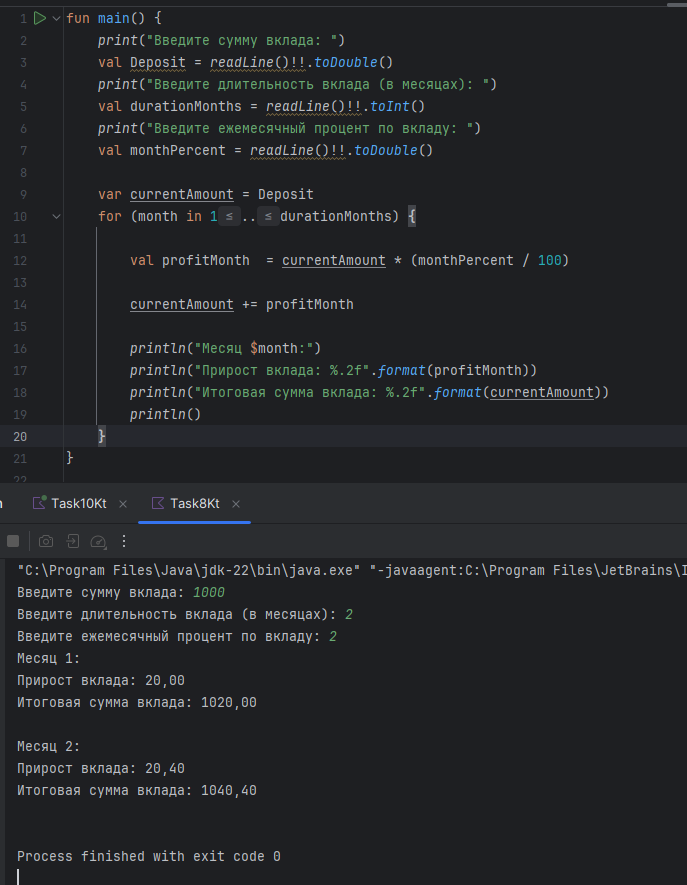 1 fun main() {
2 print("Введите сумму вклада: ")
3 val Deposit = readLine()!!.toDouble()
4 print("Введите длительность вклада (в месяцах): ")
5 val durationMonths = readLine()!!.toInt()
6 print("Введите ежемесячный процент по вкладу: ")
7 val monthPercent = readLine()!!.toDouble()
8
9 var currentAmount = Deposit
10 for (month in 1 ≤ .. ≤ durationMonths) {
11
12 val profitMonth  = currentAmount * (monthPercent / 100)
13
14 currentAmount += profitMonth
15
16 println("Месяц $month:")
17 println("Прирост вклада: %.2f".format(profitMonth))
18 println("Итоговая сумма вклада: %.2f".format(currentAmount))
19 println()
20 }
21 }
22
Task10Kt × Task8Kt ×
"C:\Program Files\Java\jdk-22\bin\java.exe" "-javaagent:C:\Program Files\JetBrains\
Введите сумму вклада: 1000
Введите длительность вклада (в месяцах): 2
Введите ежемесячный процент по вкладу: 2
Месяц 1:
Прирост вклада: 20,00
Итоговая сумма вклада: 1020,00
Месяц 2:
Прирост вклада: 20,40
Итоговая сумма вклада: 1040,40
Process finished with exit code 0